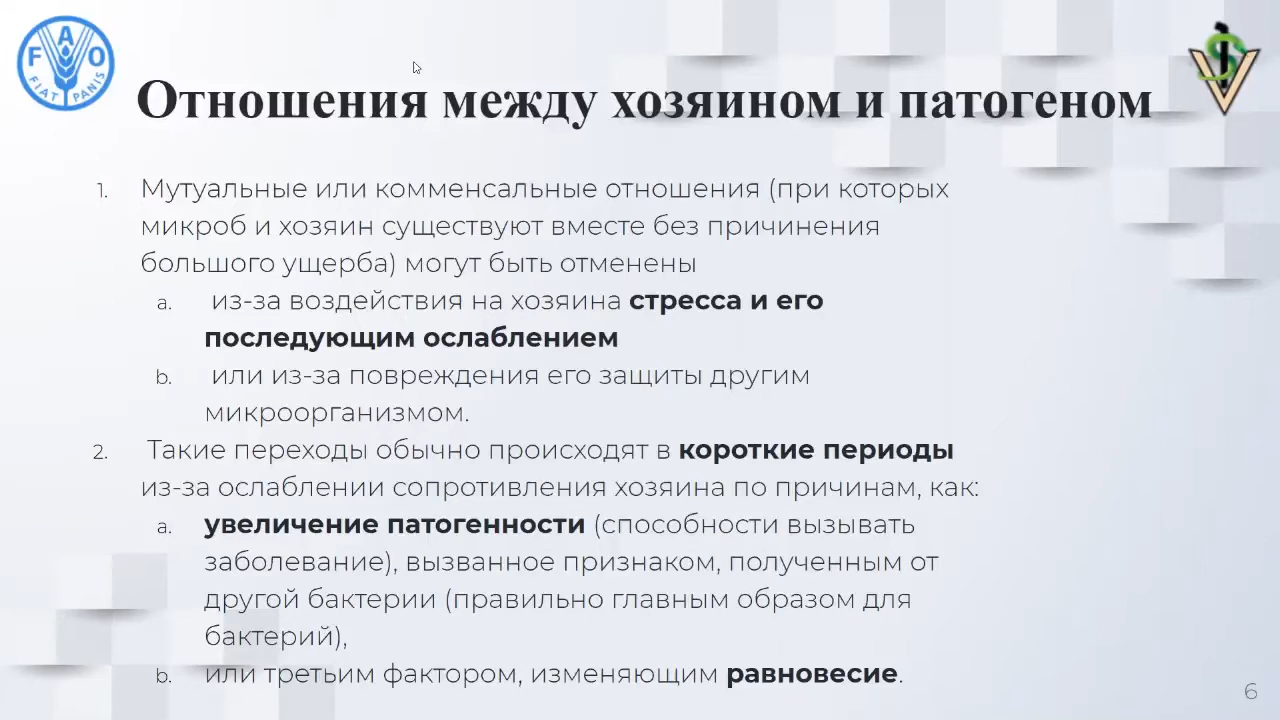 FAO
FIAT PANIS
Отношения между хозяином и патогеном
1. Мутуальные или комменсальные отношения (при которых
микроб и хозяин существуют вместе без причинения
большого ущерба) могут быть отменены
a. из-за воздействия на хозяина стресса и его
последующим ослаблением
b. или из-за повреждения его защиты другим
микроорганизмом.
2. Такие переходы обычно происходят в короткие периоды
из-за ослаблении сопротивления хозяина по причинам, как:
a. увеличение патогенности (способности вызывать
заболевание), вызванное признаком, полученным от
другой бактерии (правильно главным образом для
бактерий),
b. или третьим фактором, изменяющим равновесие.
6